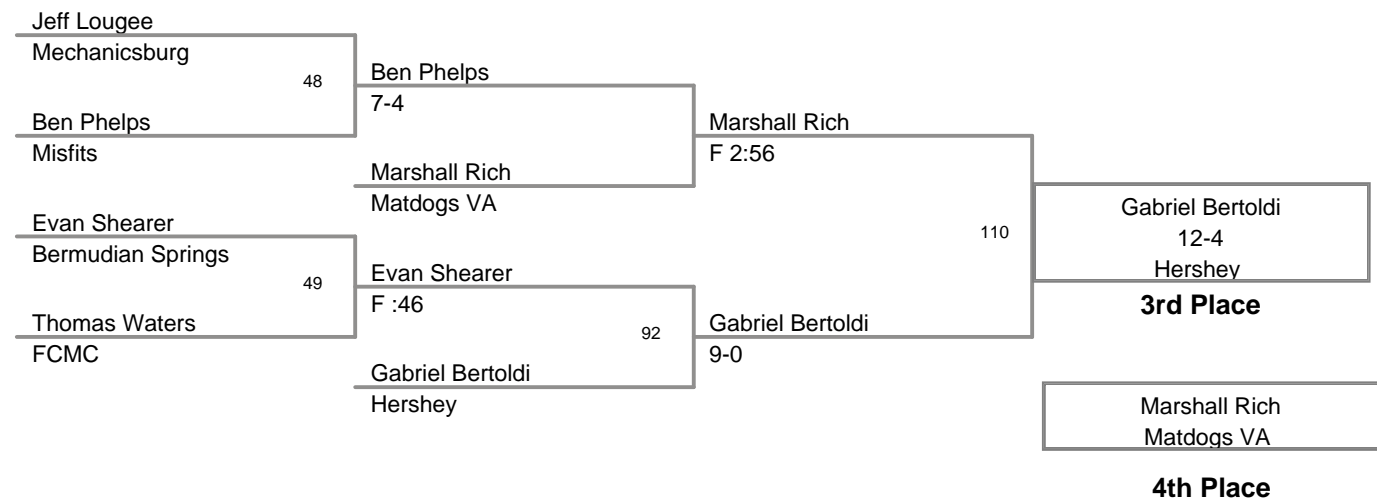 Jeff Lougee
Mechanicsburg
48
Ben Phelps
7-4
Ben Phelps
Misfits
Marshall Rich
F 2:56
Marshall Rich
Matdogs VA
Evan Shearer
Bermudian Springs
49
Evan Shearer
F :46
Thomas Waters
FCMC
92
Gabriel Bertoldi
9-0
Gabriel Bertoldi
Hershey
110
Gabriel Bertoldi
12-4
Hershey
3rd Place
Marshall Rich
Matdogs VA
4th Place